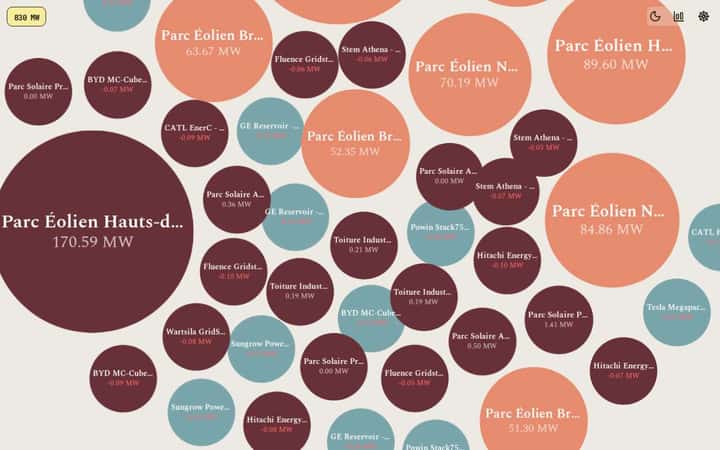 830 MW
Parc Éolien Br...
63.67 MW
Fluence Gridst...
-0.06 MW
Stem Athena - ...
-0.06 MW
Parc Éolien N...
70.19 MW
Parc Éolien H...
89.60 MW
Parc Solaire Pr...
0.00 MW
BYD MC-Cube...
-0.07 MW
CATL EnerC - ...
-0.09 MW
GE Reservoir -...
Parc Éolien Br...
52.35 MW
Stem Athena - ...
Parc Solaire A...
0.00 MW
Stem Athena - ...
-0.07 MW
Parc Solaire A...
0.36 MW
GE Reservoir -...
Parc Éolien N...
84.86 MW
Parc Éolien Hauts-d...
170.59 MW
Toiture Indust...
0.21 MW
Powin Stack75...
CATL
Fluence Gridst...
-0.10 MW
Hitachi Energy...
-0.10 MW
Toiture Indust...
0.19 MW
Toiture Indust...
0.19 MW
BYD MC-Cube...
Parc Solaire P...
1.41 MW
Tesla Megapac...
Wartsila GridS...
-0.08 MW
Sungrow Powe...
Parc Solaire A...
0.50 MW
Parc Solaire Pr...
0.00 MW
BYD MC-Cube...
-0.09 MW
Fluence Gridst...
-0.05 MW
Hitachi Energy...
-0.07 MW
Sungrow Powe...
Hitachi Energy...
-0.08 MW
Parc Éolien Br...
51.30 MW
GE Reservoir -...
Powin Stack75...